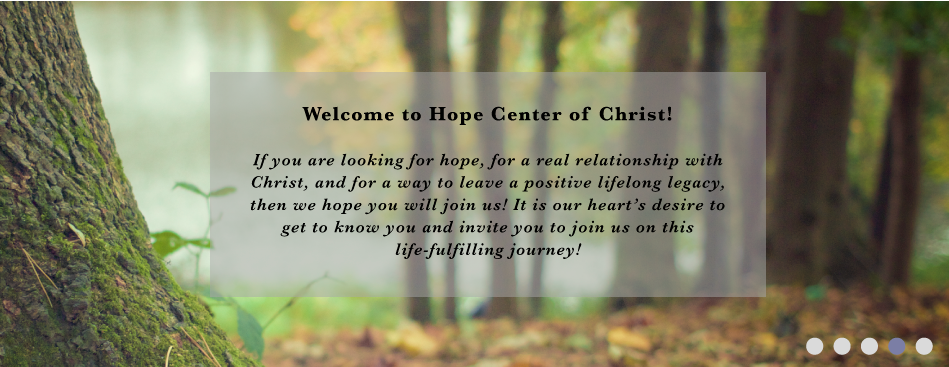 Welcome to Hope Center of Christ!
If you are looking for hope, for a real relationship with
Christ, and for a way to leave a positive lifelong legacy,
then we hope you will join us! It is our heart’s desire to
get to know you and invite you to join us on this
life-fulfilling journey!